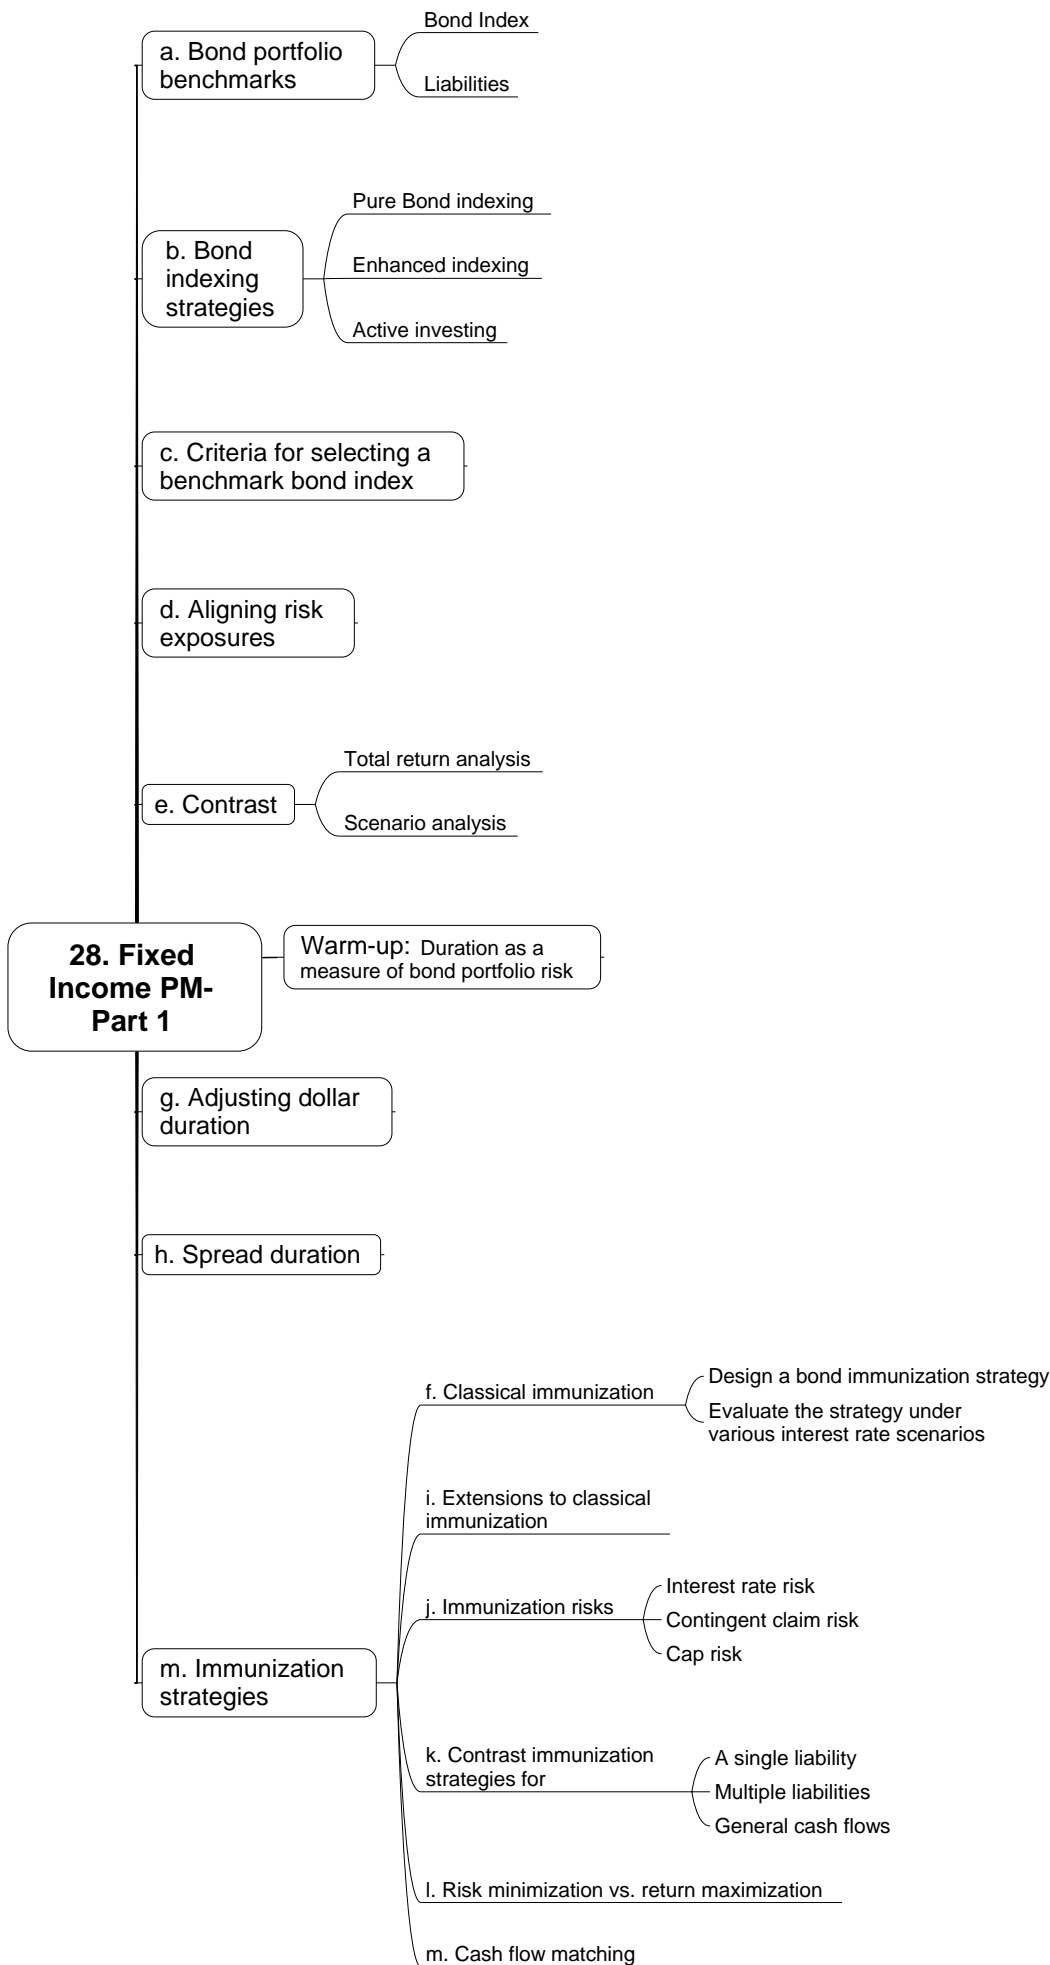 a. Bond portfolio
benchmarks
Bond Index
Liabilities
b. Bond
indexing
strategies
Pure Bond indexing
Enhanced indexing
Active investing
c. Criteria for selecting a
benchmark bond index
d. Aligning risk
exposures
e. Contrast
Total return analysis
Scenario analysis
28. Fixed
Income PM-
Part 1
Warm-up: Duration as a
measure of bond portfolio risk
g. Adjusting dollar
duration
h. Spread duration
m. Immunization
strategies
f. Classical immunization
Design a bond immunization strategy
Evaluate the strategy under
various interest rate scenarios
i. Extensions to classical
immunization
j. Immunization risks
Interest rate risk
Contingent claim risk
Cap risk
k. Contrast immunization
strategies for
A single liability
Multiple liabilities
General cash flows
l. Risk minimization vs. return maximization
m. Cash flow matching